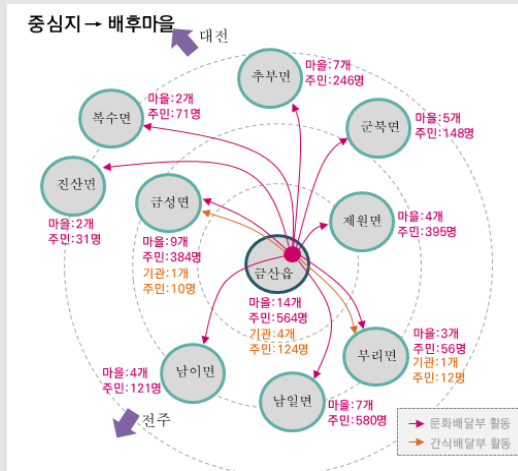 중심지 → 배후마을
대전
추부면
마을:7개
주민:246명
복수면
마을:2개
주민:71명
군북면
마을:5개
주민:148명
진산면
마을:2개
주민:31명
금성면
마을:9개
주민:384명
기관:1개
주민:10명
제원면
마을:4개
주민:395명
금산읍
마을:14개
주민:564명
기관:4개
주민:124명
부리면
마을:3개
주민:56명
기관:1개
주민:12명
남이면
마을:4개
주민:121명
남일면
마을:7개
주민:580명
전주
문화배달부 활동
간식배달부 활동